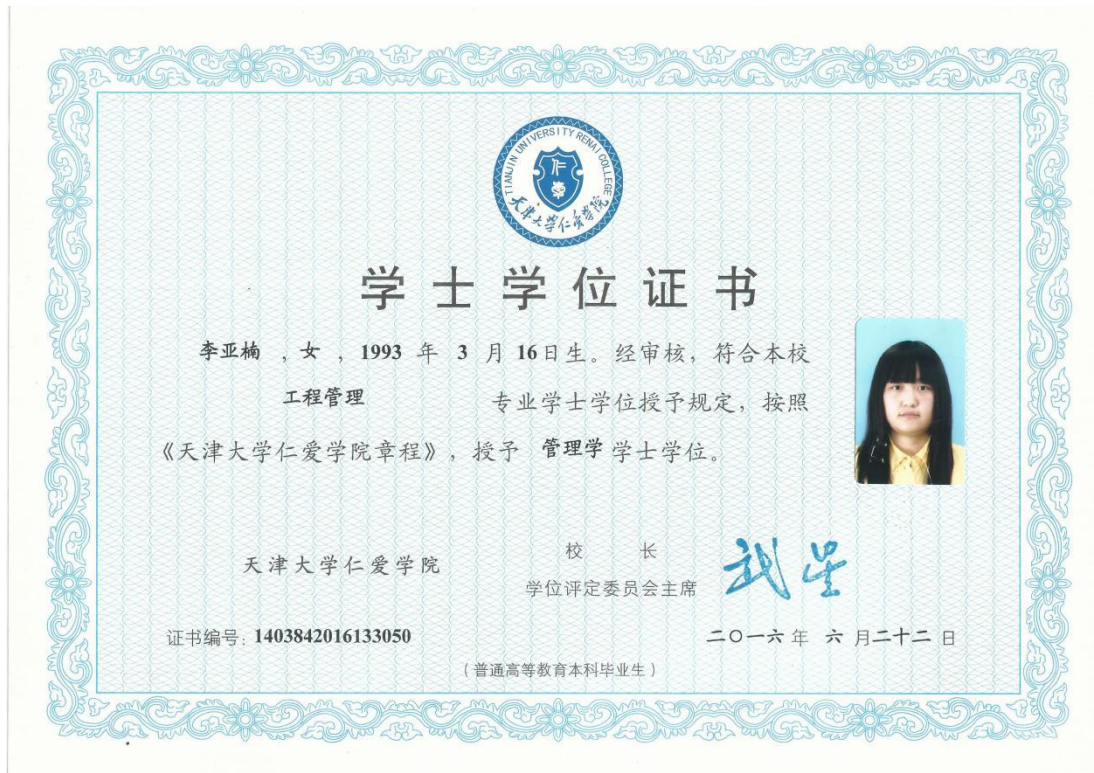 TIANJIN UNIVERSITY RENAI COLLEGE
仁
天津大学仁爱学院
学士学位证书
李亚楠 ，女 ，1993 年 3 月 16日生。经审核，符合本校
工程管理 专业学士学位授予规定，按照
《天津大学仁爱学院章程》，授予 管理学 学士学位。
校 长
天津大学仁爱学院
学位评定委员会主席
武星
证书编号：1403842016133050
二〇一六年 六 月二十二 日
（普通高等教育本科毕业生）